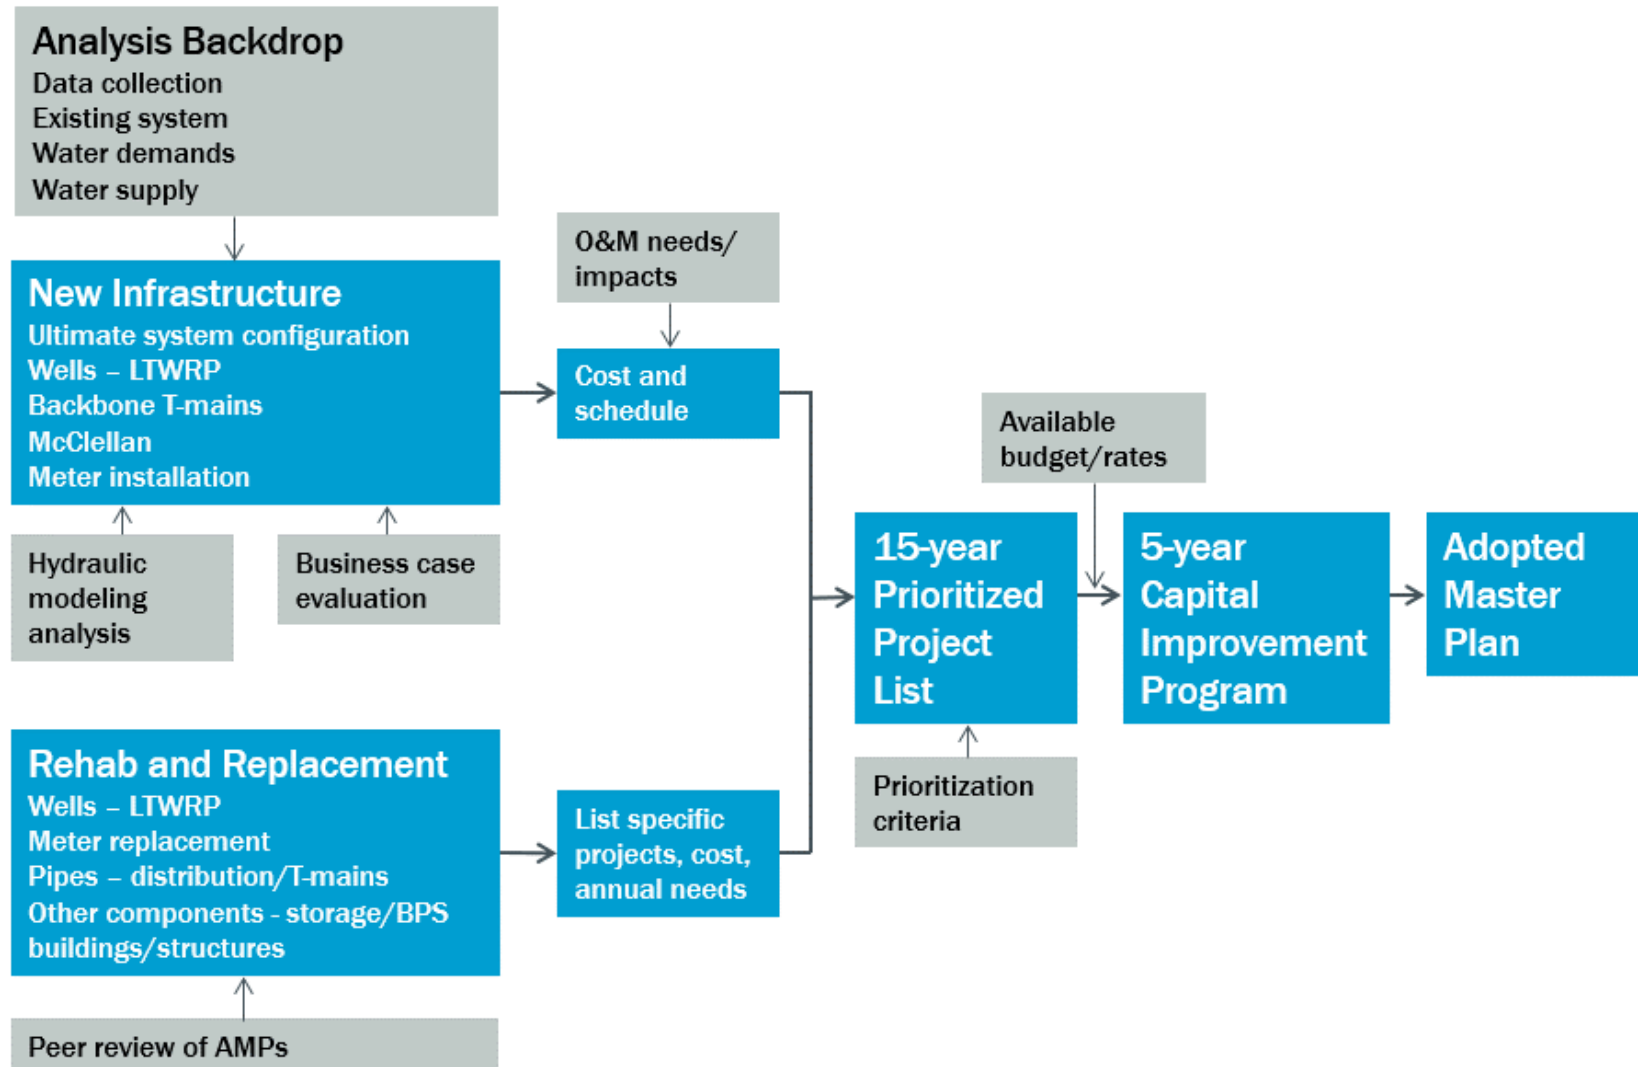 Analysis Backdrop
Data collection
Existing system
Water demands
Water supply
New Infrastructure
Ultimate system configuration
Wells – LTWRP
Backbone T-mains
McClellan
Meter installation
Hydraulic
modeling
analysis
Business case
evaluation
O&M needs/
impacts
Cost and
schedule
Rehab and Replacement
Wells – LTWRP
Meter replacement
Pipes – distribution/T-mains
Other components - storage/BPS
buildings/structures
Peer review of AMPs
List specific
projects, cost,
annual needs
15-year
Prioritized
Project
List
Prioritization
criteria
Available
budget/rates
5-year
Capital
Improvement
Program
Adopted
Master
Plan